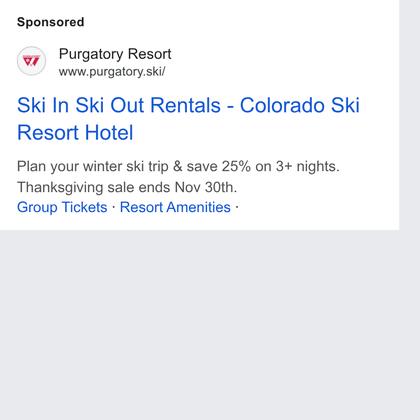 Sponsored
Purgatory Resort
www.purgatory.ski/
Ski In Ski Out Rentals - Colorado Ski
Resort Hotel
Plan your winter ski trip & save 25% on 3+ nights.
Thanksgiving sale ends Nov 30th.
Group Tickets · Resort Amenities ·